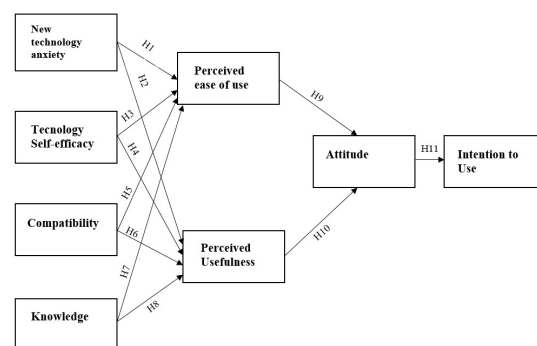 New
technology
anxiety
H1
H2
Perceived
ease of use
Tecnology
Self-efficacy
H3
H4
H9
Attitude
H11
Intention to
Use
Compatibility
H5
H6
Perceived
Usefulness
H10
Knowledge
H7
H8